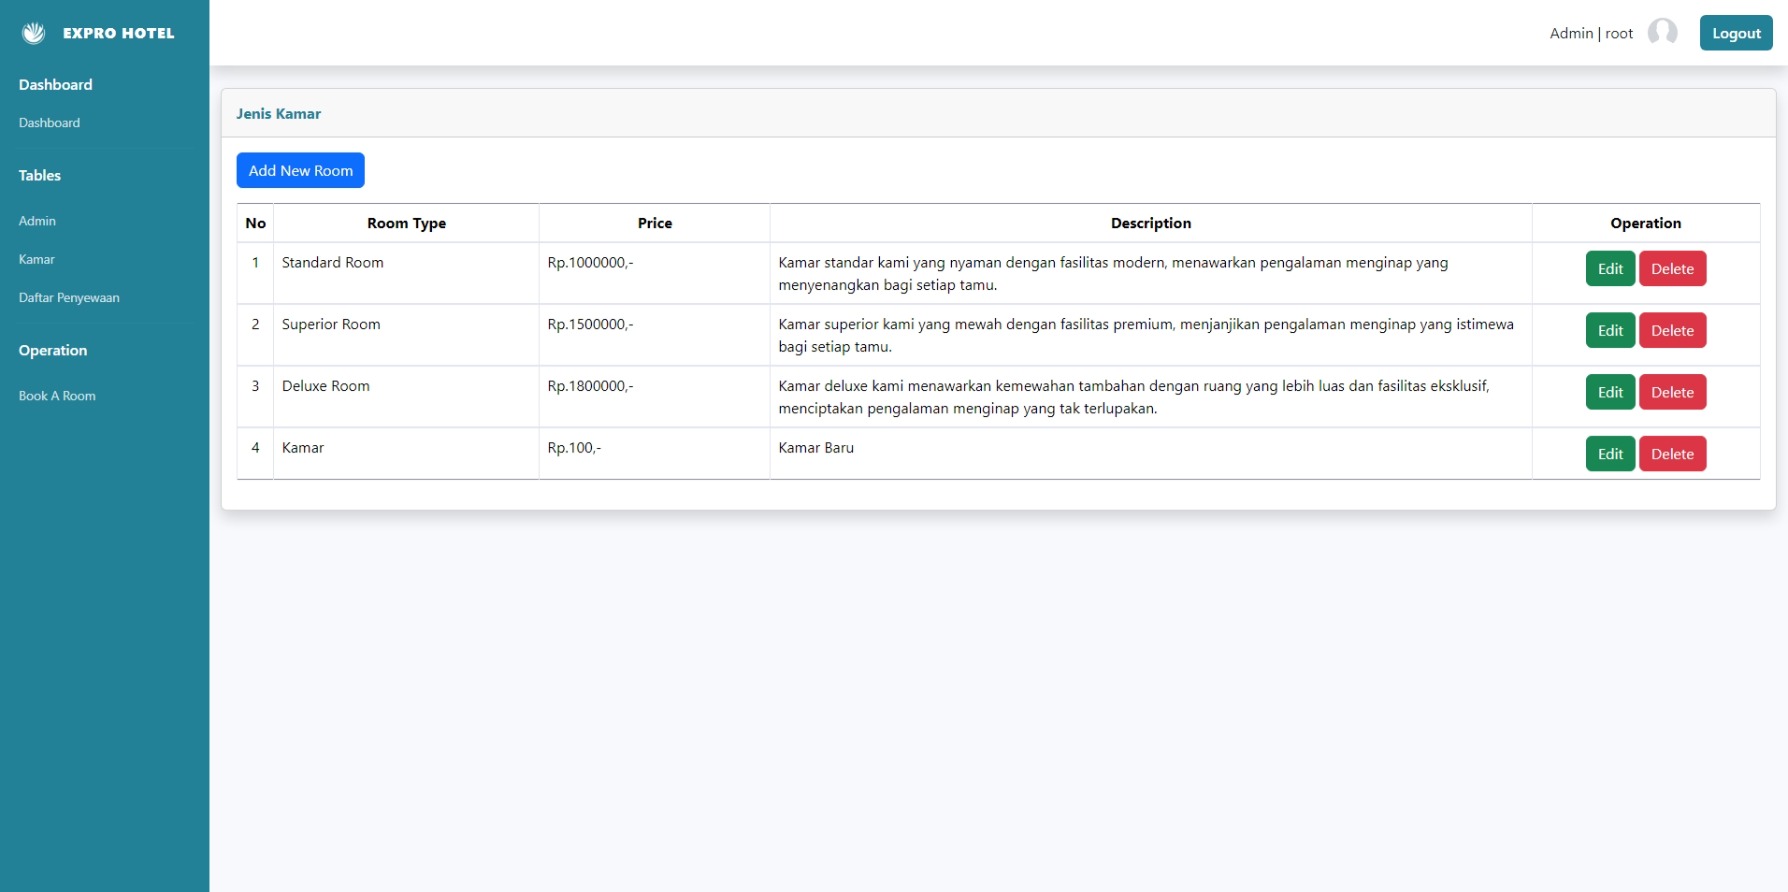 EXPRO HOTEL
Admin | root
Logout
Dashboard
Dashboard
Tables
Admin
Kamar
Daftar Penyewaan
Operation
Book A Room
Jenis Kamar
Add New Room
No Room Type Price Description Operation
1 Standard Room Rp.1000000,- Kamar standar kami yang nyaman dengan fasilitas modern, menawarkan pengalaman menginap yang
menyenangkan bagi setiap tamu.
Edit Delete
2 Superior Room Rp.1500000,- Kamar superior kami yang mewah dengan fasilitas premium, menjanjikan pengalaman menginap yang istimewa
bagi setiap tamu.
Edit Delete
3 Deluxe Room Rp.1800000,- Kamar deluxe kami menawarkan kemewahan tambahan dengan ruang yang lebih luas dan fasilitas eksklusif,
menciptakan pengalaman menginap yang tak terlupakan.
Edit Delete
4 Kamar Rp.100,- Kamar Baru
Edit Delete